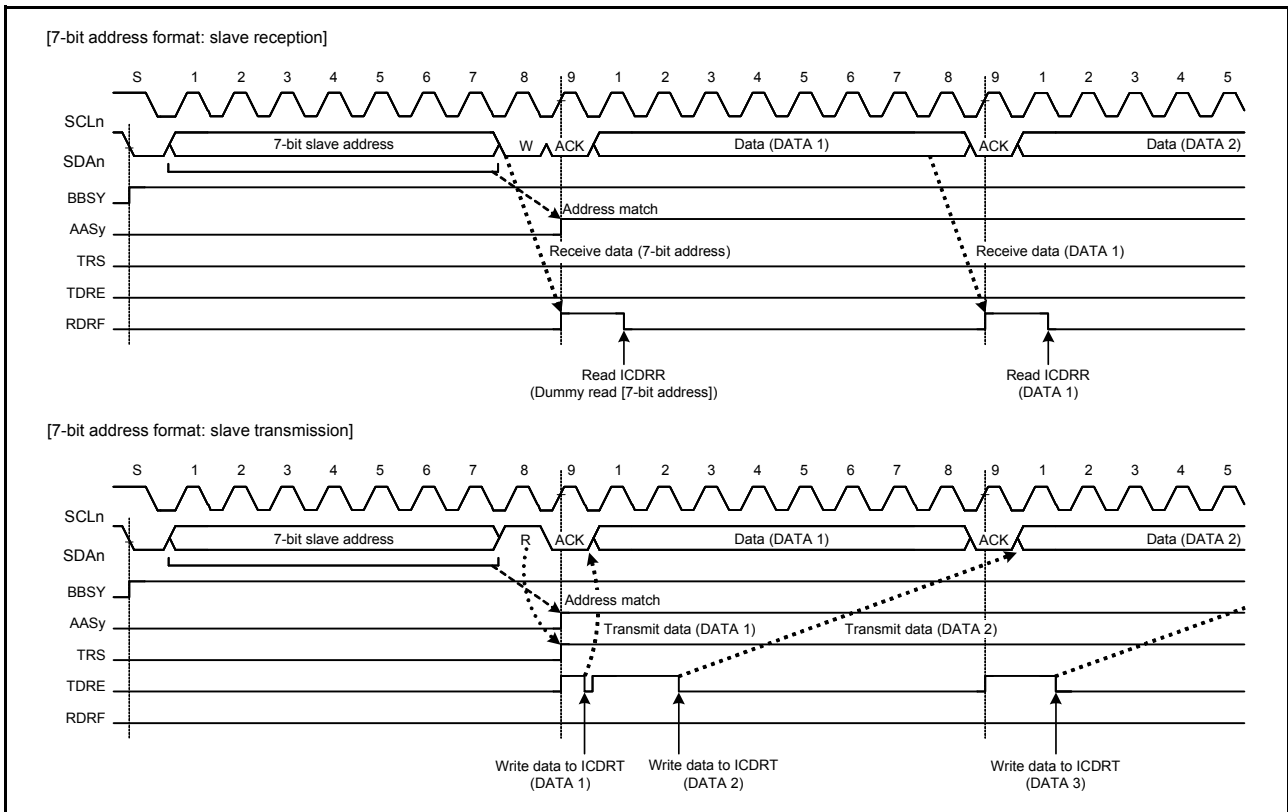 [7-bit address format: slave reception]
S 1 2 3 4 5 6 7 8 9 1 2 3 4 5 6 7 8 9 1 2 3 4 5
SCLn
7-bit slave address W ACK Data (DATA 1) ACK Data (DATA 2)
SDAn
BBSY
Address match
AASy
Receive data (7-bit address) Receive data (DATA 1)
TRS
TDRE
RDRF
Read ICDRR Read ICDRR
(Dummy read [7-bit address]) (DATA 1)
[7-bit address format: slave transmission]
S 1 2 3 4 5 6 7 8 9 1 2 3 4 5 6 7 8 9 1 2 3 4 5
SCLn
7-bit slave address R ACK Data (DATA 1) ACK Data (DATA 2)
SDAn
BBSY
Address match
AASy
Transmit data (DATA 1) Transmit data (DATA 2)
TRS
TDRE
RDRF
Write data to ICDRT Write data to ICDRT Write data to ICDRT
(DATA 1) (DATA 2) (DATA 3)